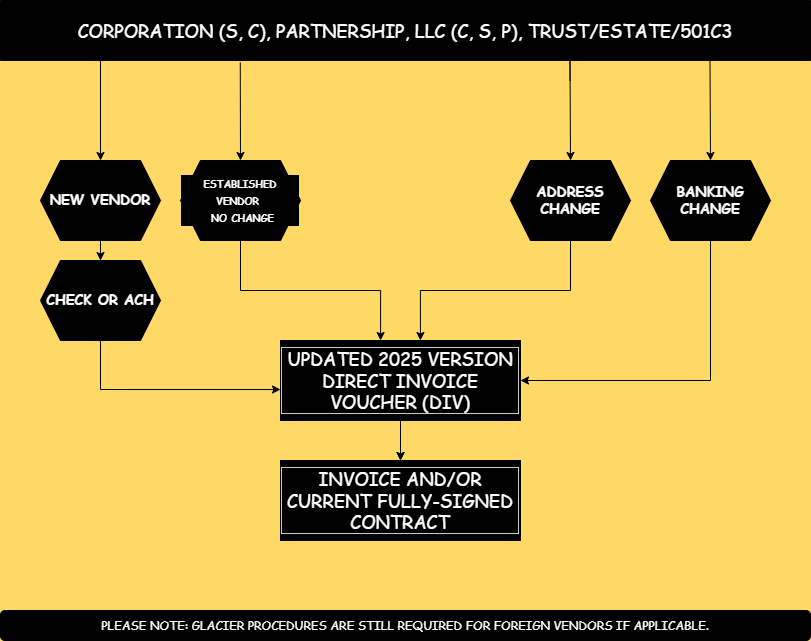 CORPORATION (S, C), PARTNERSHIP, LLC (C, S, P), TRUST/ESTATE/501C3
NEW VENDOR
ESTABLISHED
VENDOR
NO CHANGE
ADDRESS
CHANGE
BANKING
CHANGE
CHECK OR ACH
UPDATED 2025 VERSION
DIRECT INVOICE
VOUCHER (DIV)
INVOICE AND/OR
CURRENT FULLY-SIGNED
CONTRACT
PLEASE NOTE: GLACIER PROCEDURES ARE STILL REQUIRED FOR FOREIGN VENDORS IF APPLICABLE.